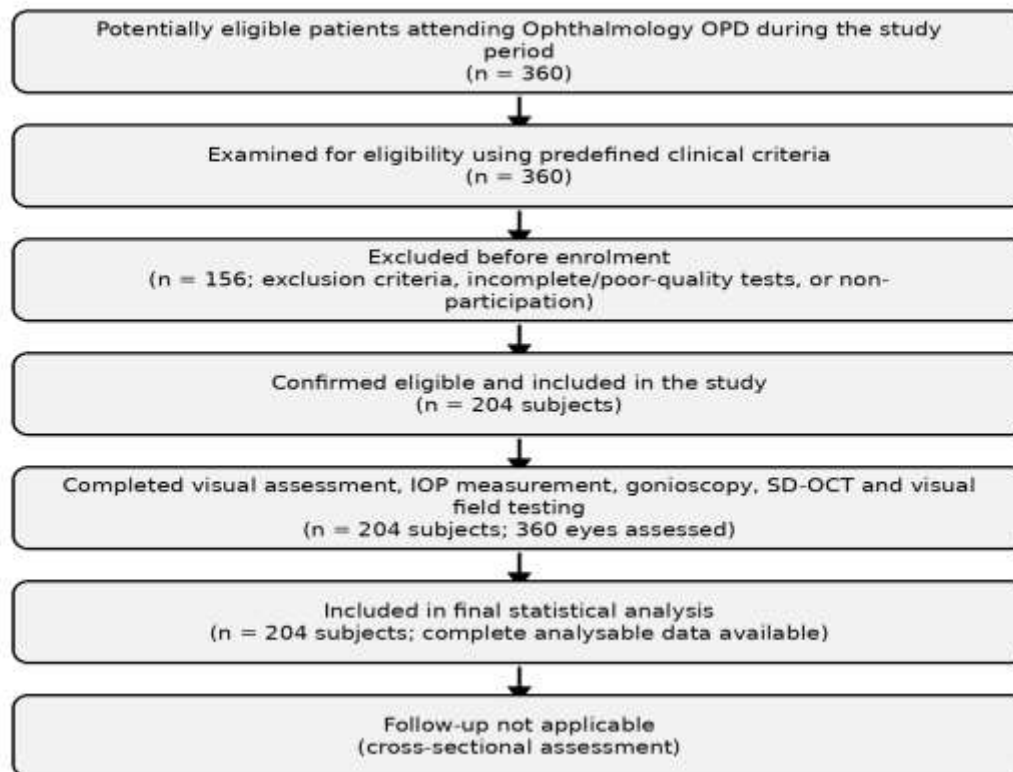 Potentially eligible patients attending Ophthalmology OPD during the study
period
(n = 360)
Examined for eligibility using predefined clinical criteria
(n = 360)
Excluded before enrolment
(n = 156; exclusion criteria, incomplete/poor-quality tests, or non-
participation)
Confirmed eligible and included in the study
(n = 204 subjects)
Completed visual assessment, IOP measurement, gonioscopy, SD-OCT and visual
field testing
(n = 204 subjects; 360 eyes assessed)
Included in final statistical analysis
(n = 204 subjects; complete analysable data available)
Follow-up not applicable
(cross-sectional assessment)